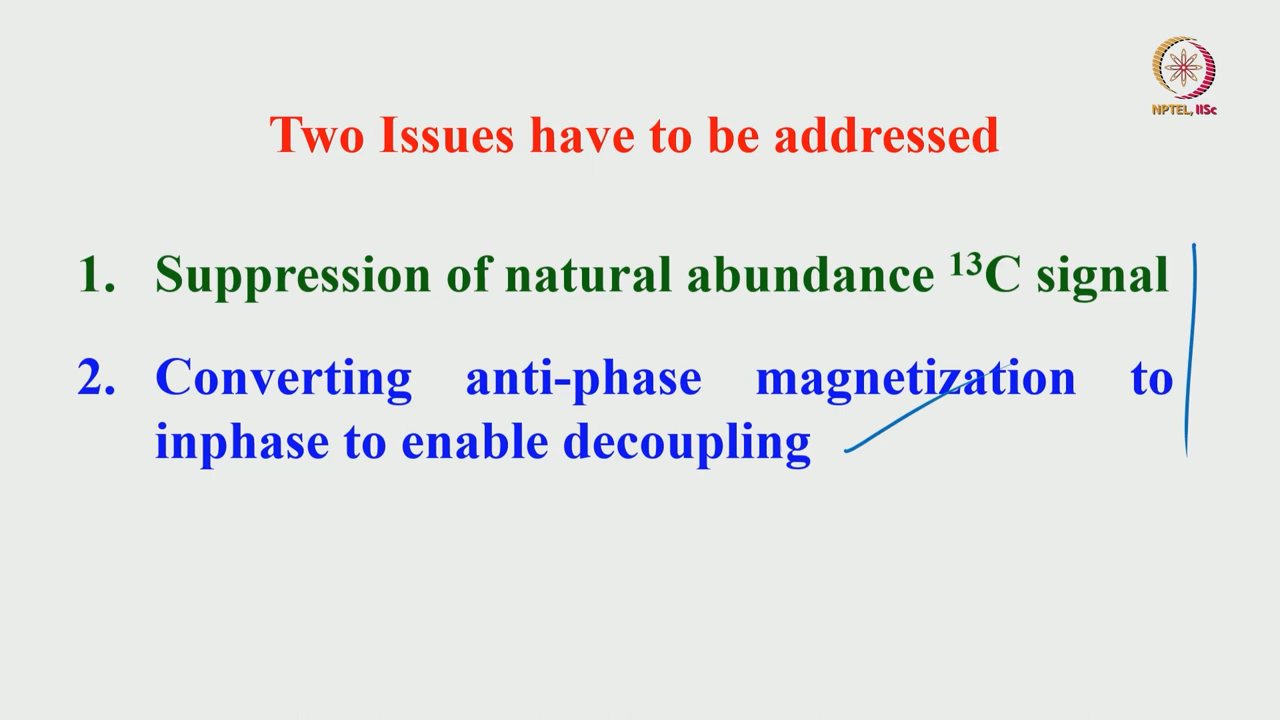 NPTEL, IISc
Two Issues have to be addressed
1. Suppression of natural abundance ¹³C signal
2. Converting anti-phase magnetization to
inphase to enable decoupling